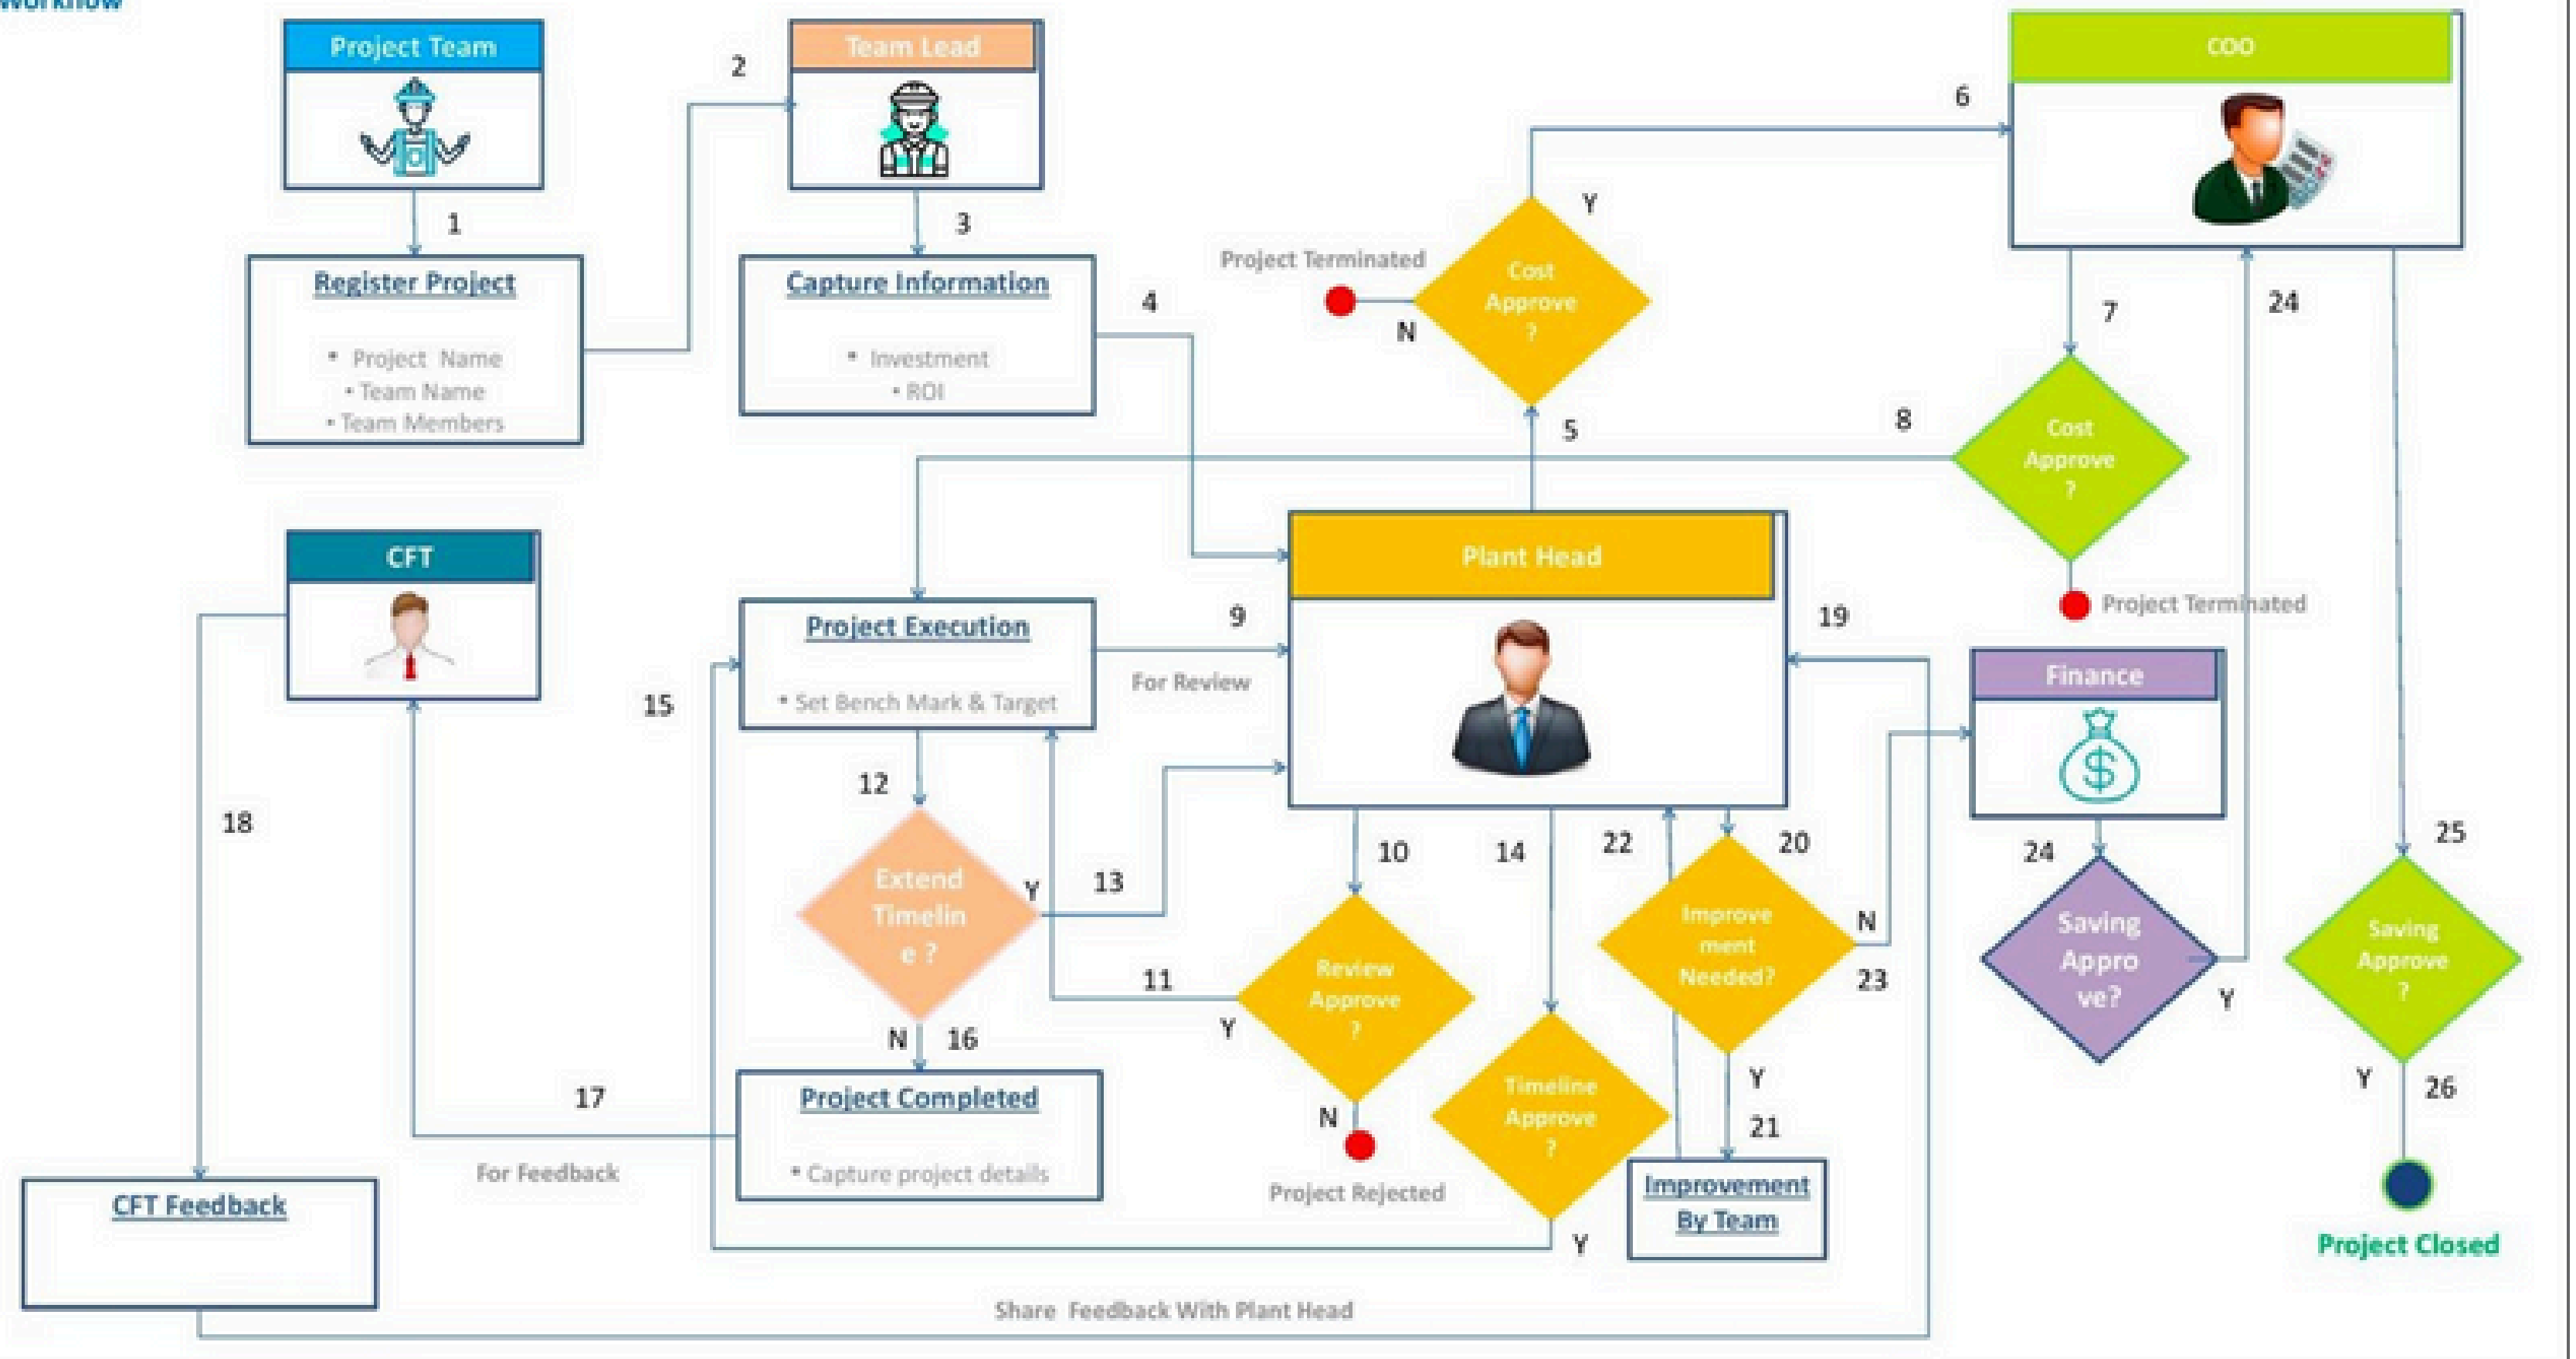 Workflow
Project Team
Team Lead
COO
2
6
1
3
Y
Register Project
• Project Name
• Team Name
• Team Members
Capture Information
• Investment
• ROI
4
Project Terminated
N
Cost
Approve
?
5
7
24
8
Cost
Approve
?
Project Terminated
CFT
Plant Head
Project Execution
• Set Bench Mark & Target
9
For Review
19
Finance
15
12
18
Extend
Timelin
e ?
Y
13
10
14
22
20
24
25
11
Y
Review
Approve
?
Improve
ment
Needed?
N
23
Saving
Appro
ve?
Y
Saving
Approve
?
N
16
17
Project Completed
• Capture project details
For Feedback
N
Project Rejected
Timeline
Approve
?
Y
Y
21
Improvement
By Team
Y
26
Project Closed
CFT Feedback
Share Feedback With Plant Head